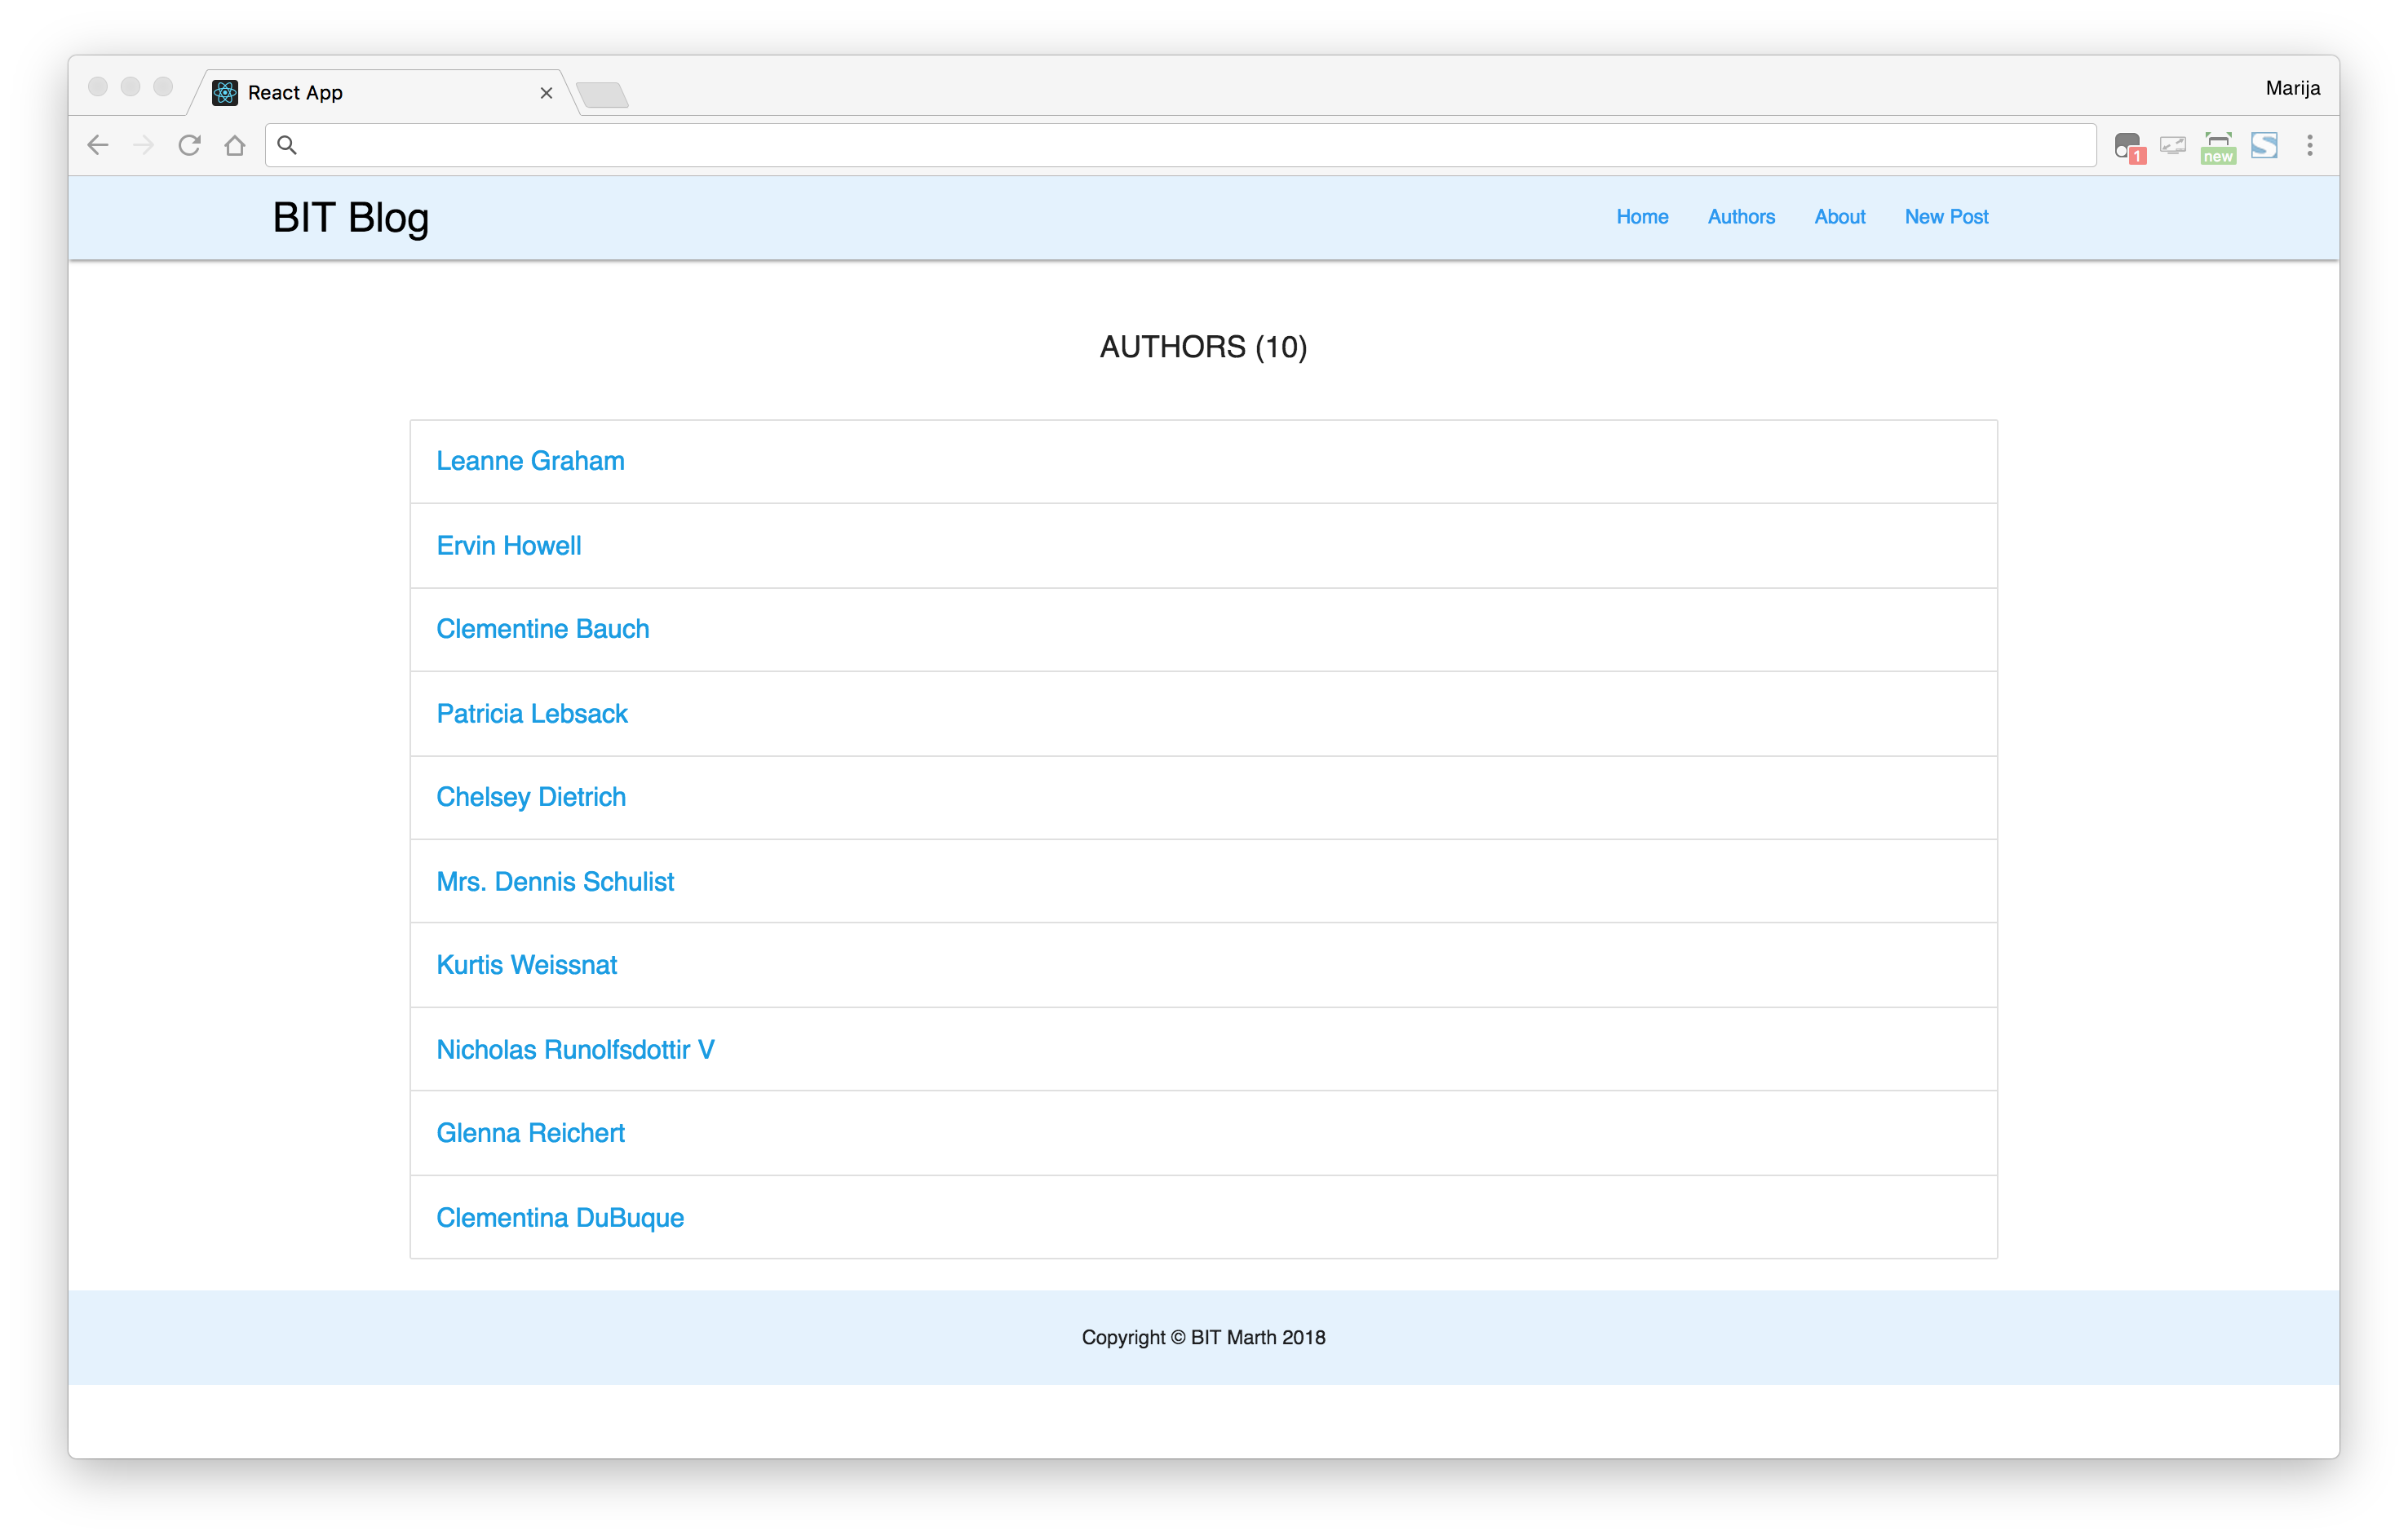 React App
Marija
1
new
BIT Blog
Home Authors About New Post
AUTHORS (10)
Leanne Graham
Ervin Howell
Clementine Bauch
Patricia Lebsack
Chelsey Dietrich
Mrs. Dennis Schulist
Kurtis Weissnat
Nicholas Runolfsdottir V
Glenna Reichert
Clementina DuBuque
Copyright © BIT Marth 2018